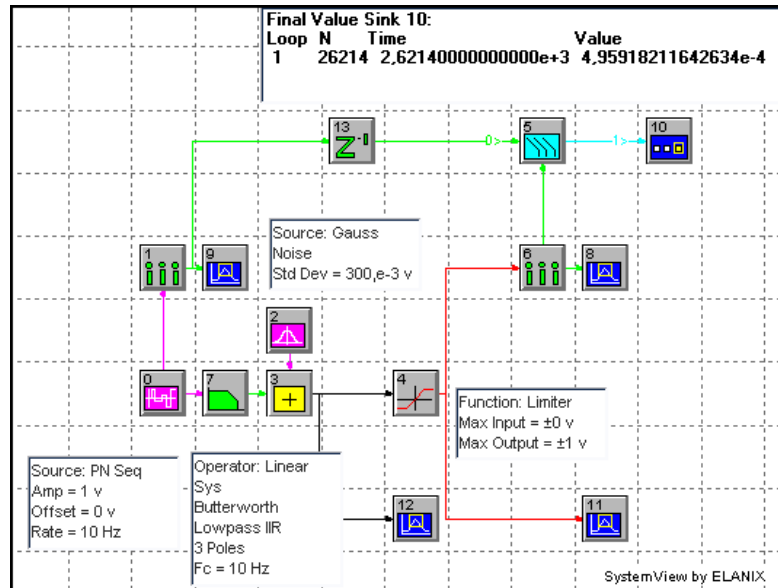 Final Value Sink 10:
Loop N Time Value
1 26214 2,62140000000000e+3 4,95918211642634e-4
13
5
10
0>
1>
1
9
Source: Gauss
Noise
Std Dev = 300,e-3 v
6
8
2
0
7
3
4
Function: Limiter
Max Input = ±0 v
Max Output = ±1 v
Source: PN Seq
Amp = 1 v
Offset = 0 v
Rate = 10 Hz
Operator: Linear
Sys
Butterworth
Lowpass IIR
3 Poles
Fc = 10 Hz
12
11
SystemView by ELANIX